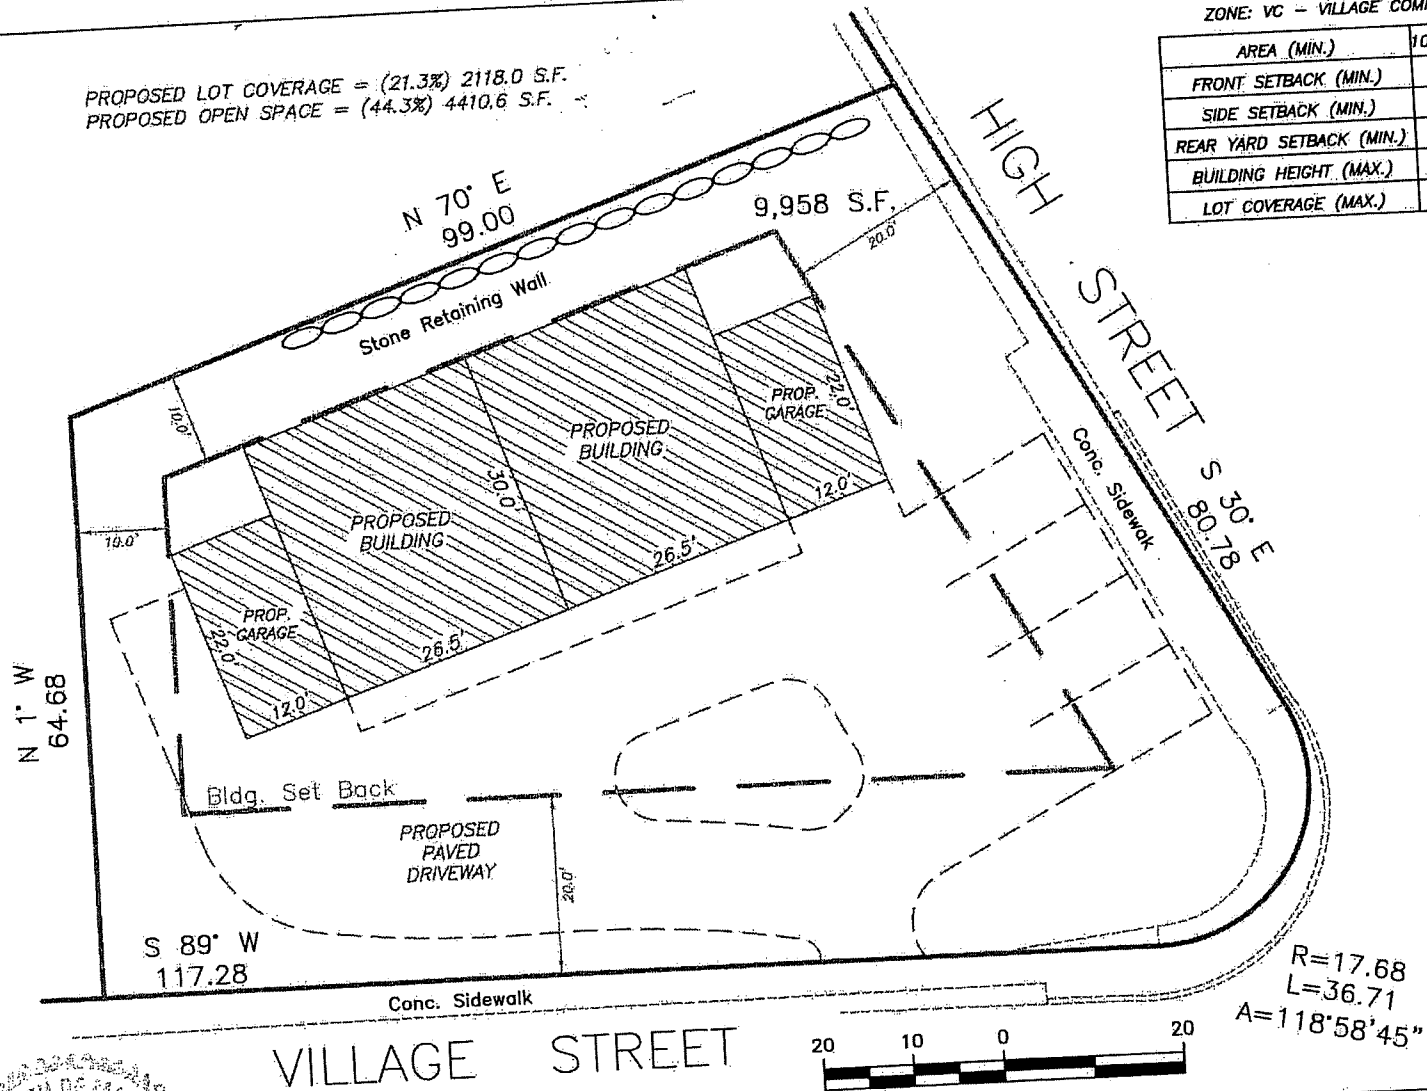 ZONE: VC - VILLAGE
AREA (MIN.)
FRONT SETBACK (MIN.)
SIDE SETBACK (MIN.)
REAR YARD SETBACK (MIN.)
BUILDING HEIGHT (MAX.)
LOT COVERAGE (MAX.)
PROPOSED LOT COVERAGE = (21.3%) 2118.0 S.F.
PROPOSED OPEN SPACE = (44.3%) 4410.6 S.F.
HIGH STREET
N 70° E
99.00
9,958 S.F.
20.0'
Stone Retaining Wall
10.0'
10.0'
PROP.
GARAGE
22.0'
12.0'
PROPOSED
BUILDING
30.0'
26.5'
PROPOSED
BUILDING
26.5'
PROP.
GARAGE
22.0'
12.0'
Conc. Sidewak
S 30° E
80.78
N 1° W
64.68
Bldg. Set Back
PROPOSED
PAVED
DRIVEWAY
20.0'
S 89° W
117.28
Conc. Sidewalk
R=17.68
L=36.71
A=118°58'45"
VILLAGE STREET
20 10 0 20